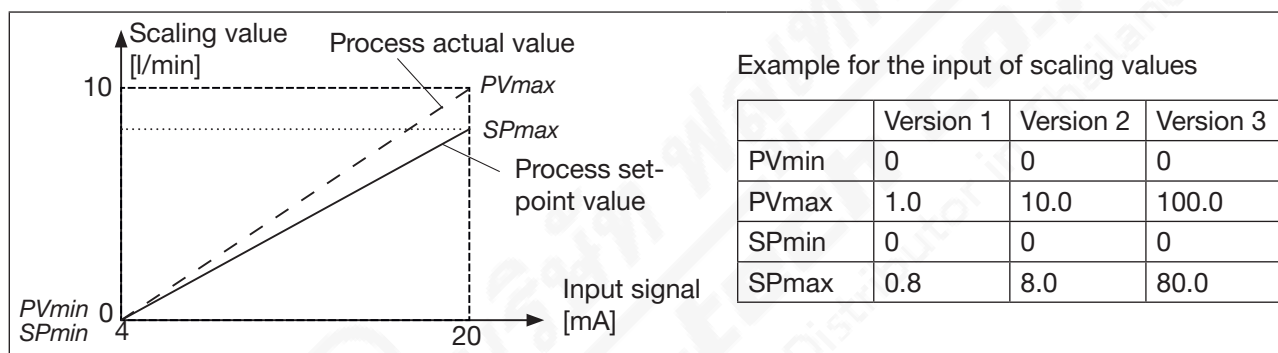 Scaling value
[l/min]
Process actual value
10
PVmax
SPmax
Process set-
point value
Input signal
[mA]
PVmin 0
SPmin
4
20
Example for the input of scaling values
Version 1 Version 2 Version 3
PVmin 0 0 0
PVmax 1.0 10.0 100.0
SPmin 0 0 0
SPmax 0.8 8.0 80.0